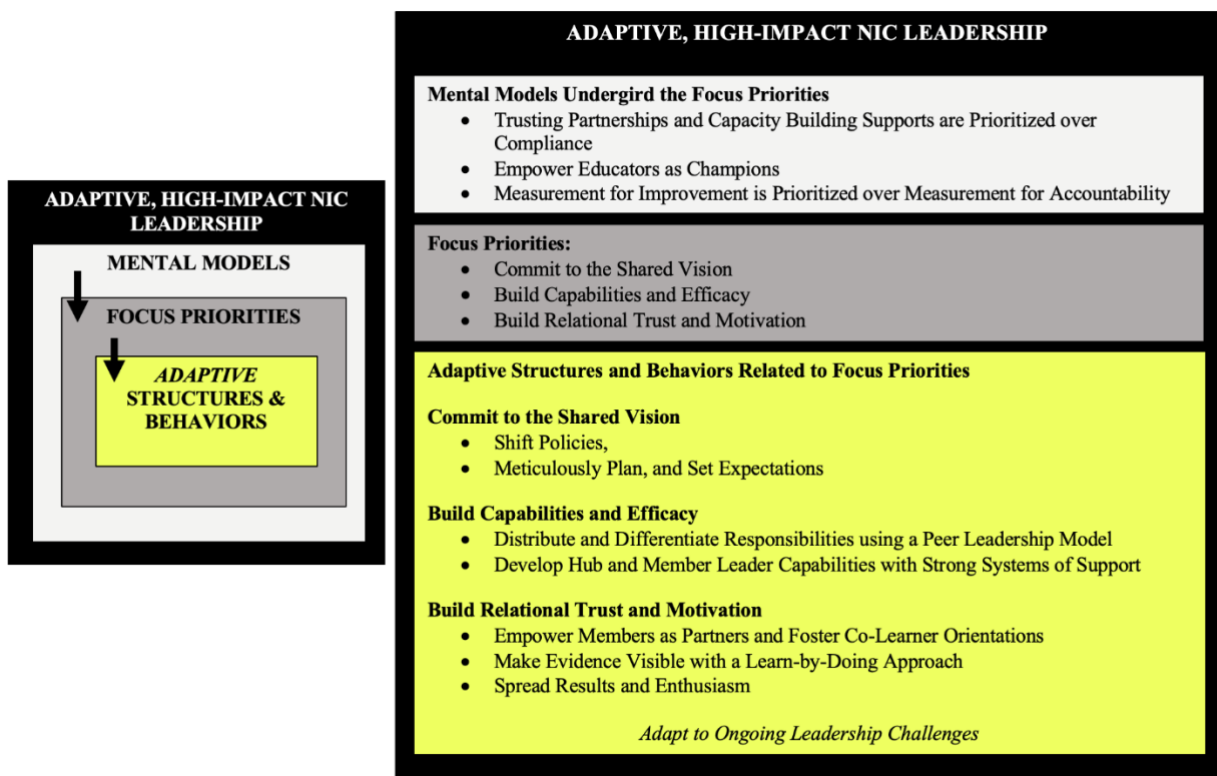 ADAPTIVE, HIGH-IMPACT NIC
LEADERSHIP
MENTAL MODELS
FOCUS PRIORITIES
ADAPTIVE
STRUCTURES &
BEHAVIORS
ADAPTIVE, HIGH-IMPACT NIC LEADERSHIP
Mental Models Undergird the Focus Priorities
• Trusting Partnerships and Capacity Building Supports are Prioritized over
Compliance
• Empower Educators as Champions
• Measurement for Improvement is Prioritized over Measurement for Accountability
Focus Priorities:
• Commit to the Shared Vision
• Build Capabilities and Efficacy
• Build Relational Trust and Motivation
Adaptive Structures and Behaviors Related to Focus Priorities
Commit to the Shared Vision
• Shift Policies,
• Meticulously Plan, and Set Expectations
Build Capabilities and Efficacy
• Distribute and Differentiate Responsibilities using a Peer Leadership Model
• Develop Hub and Member Leader Capabilities with Strong Systems of Support
Build Relational Trust and Motivation
• Empower Members as Partners and Foster Co-Learner Orientations
• Make Evidence Visible with a Learn-by-Doing Approach
• Spread Results and Enthusiasm
Adapt to Ongoing Leadership Challenges